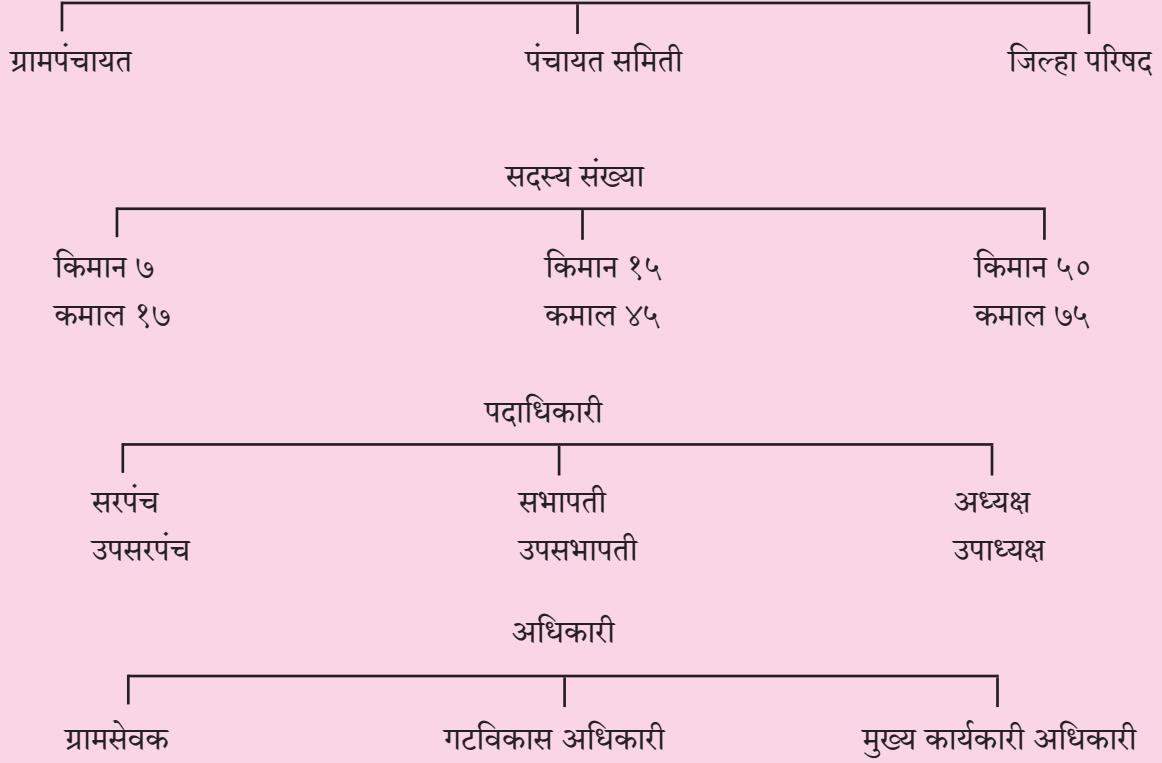 ग्रामपंचायत पंचायत समिती जिल्हा परिषद
सदस्य संख्या
किमान ७ किमान १५ किमान ५०
कमाल १७ कमाल ४५ कमाल ७५
पदाधिकारी
सरपंच सभापती अध्यक्ष
उपसरपंच उपसभापती उपाध्यक्ष
अधिकारी
ग्रामसेवक गटविकास अधिकारी मुख्य कार्यकारी अधिकारी